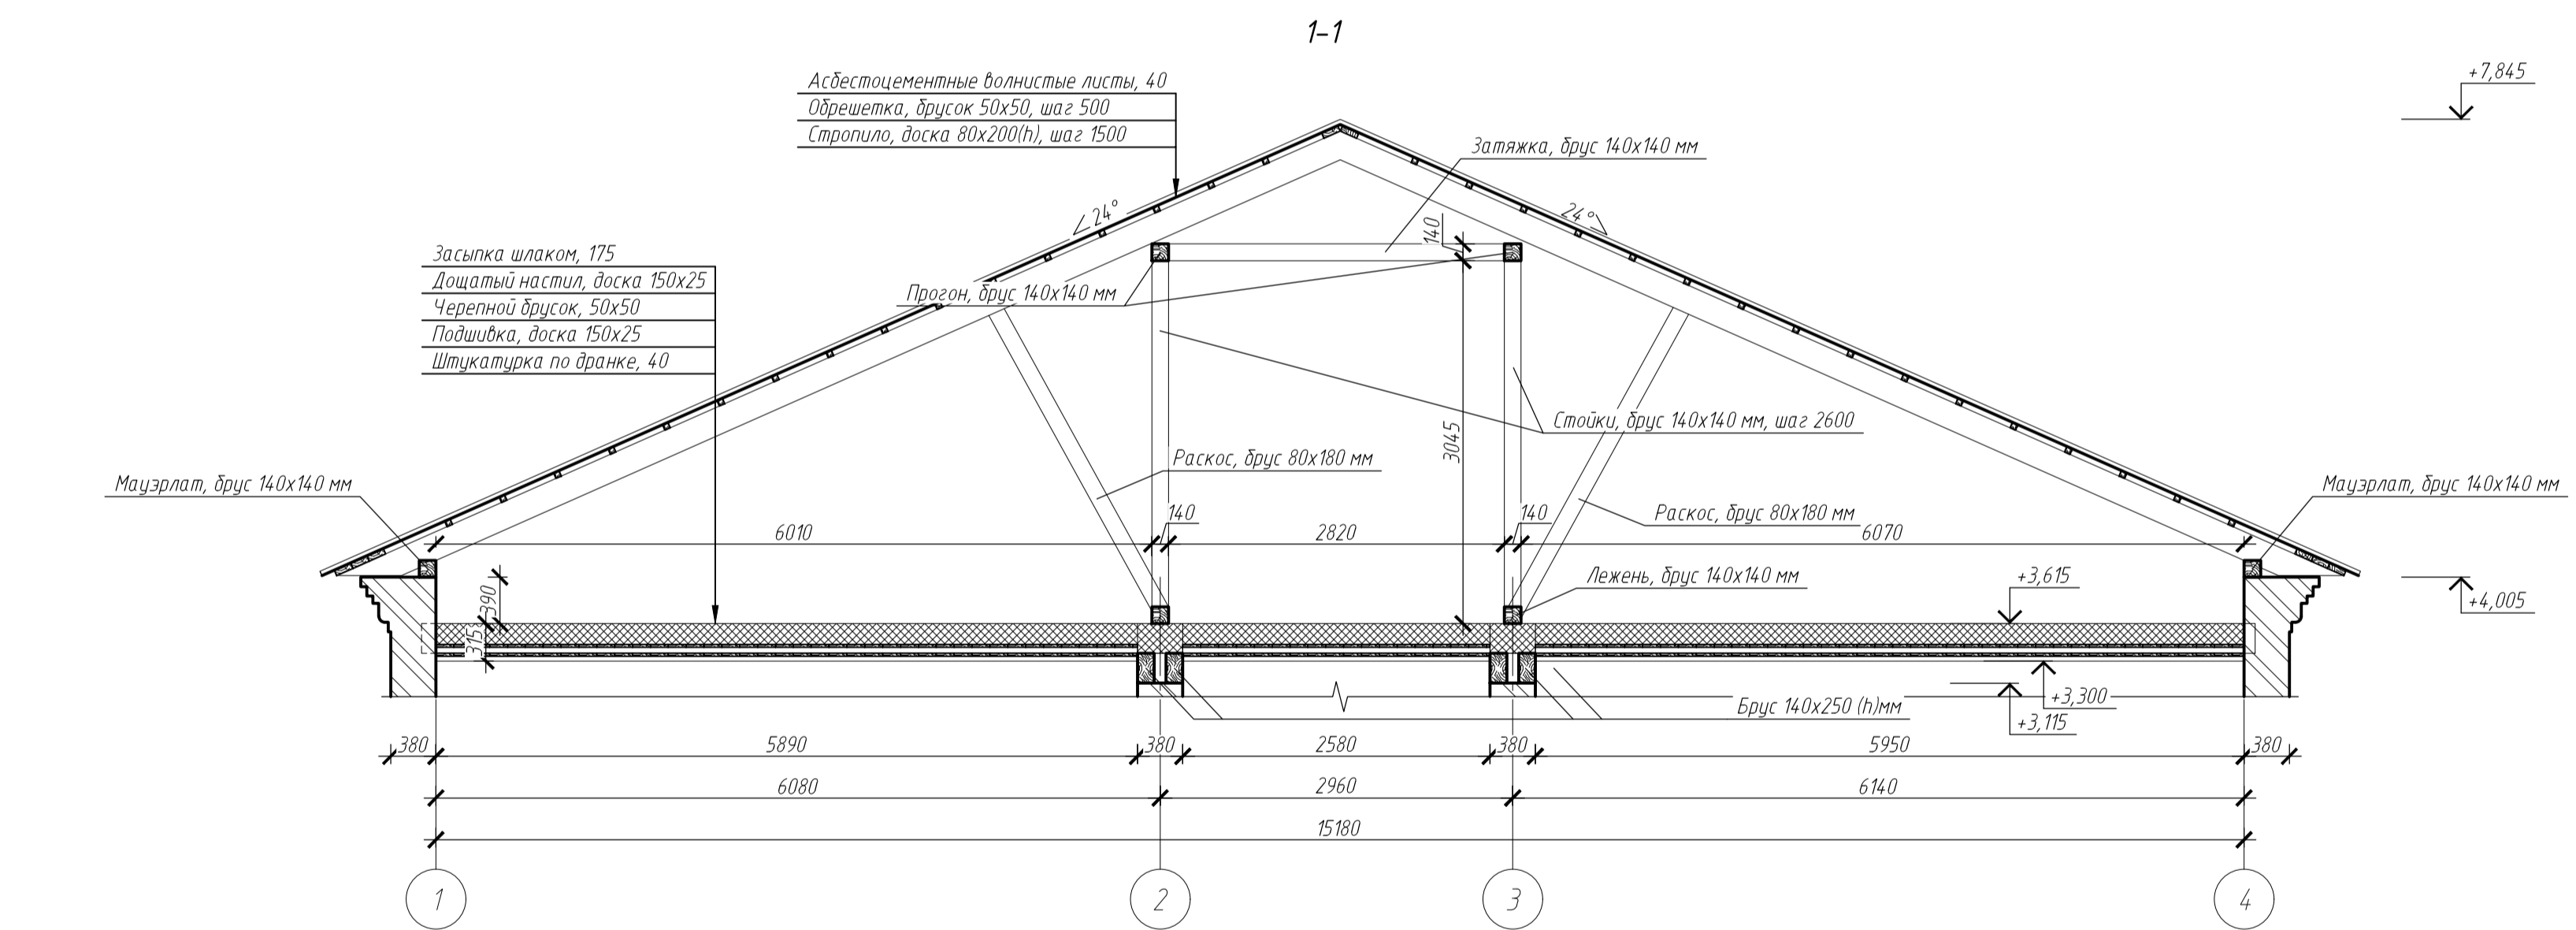 1-1
+7,845
Асбестоцементные волнистые листы, 40
Обрешетка, брусок 50х50, шаг 500
Стропило, доска 80х200(h), шаг 1500
Затяжка, брус 140х140 мм
24°
24°
140
Засыпка шлаком, 175
Дощатый настил, доска 150х25
Черепной брусок, 50х50
Подшивка, доска 150х25
Штукатурка по дранке, 40
Прогон, брус 140х140 мм
Стойки, брус 140х140 мм, шаг 2600
3045
Раскос, брус 80х180 мм
Мауэрлат, брус 140х140 мм
Мауэрлат, брус 140х140 мм
140
140
Раскос, брус 80х180 мм
6010
2820
6070
Лежень, брус 140х140 мм
+3,615
390
+4,005
315
+3,300
Брус 140х250 (h)мм
+3,115
380
5890
380
2580
380
5950
380
6080
2960
6140
15180
1
2
3
4